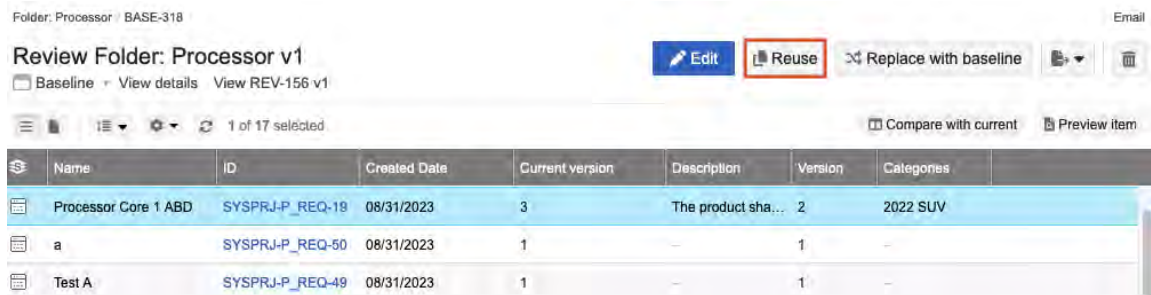 Folder: Processor BASE-318
Email
Review Folder: Processor v1
Edit Reuse Replace with baseline
Baseline View details View REV-156 v1
1 of 17 selected
Compare with current Preview item
Name ID Created Date Current version Description Version Categories
Processor Core 1 ABD SYSPRJ-P_REQ-19 08/31/2023 3 The product sha... 2 2022 SUV
a SYSPRJ-P_REQ-50 08/31/2023 1 – 1 –
Test A SYSPRJ-P_REQ-49 08/31/2023 1 – 1 –